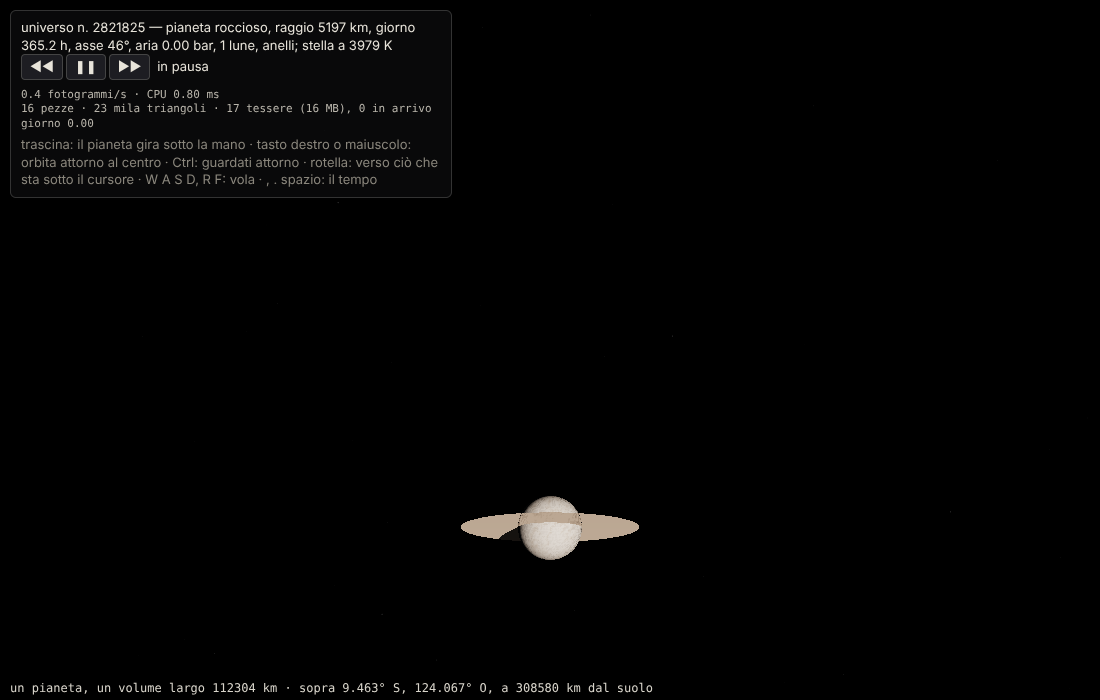 universo n. 2821825 — pianeta roccioso, raggio 5197 km, giorno
365.2 h, asse 46°, aria 0.00 bar, 1 lune, anelli; stella a 3979 K
in pausa
0.4 fotogrammi/s · CPU 0.80 ms
16 pezze · 23 mila triangoli · 17 tessere (16 MB), 0 in arrivo
giorno 0.00
trascina: il pianeta gira sotto la mano · tasto destro o maiuscolo:
orbita attorno al centro · Ctrl: guardati attorno · rotella: verso ciò che
sta sotto il cursore · W A S D, R F: vola · , . spazio: il tempo
un pianeta, un volume largo 112304 km · sopra 9.463° S, 124.067° O, a 308580 km dal suolo